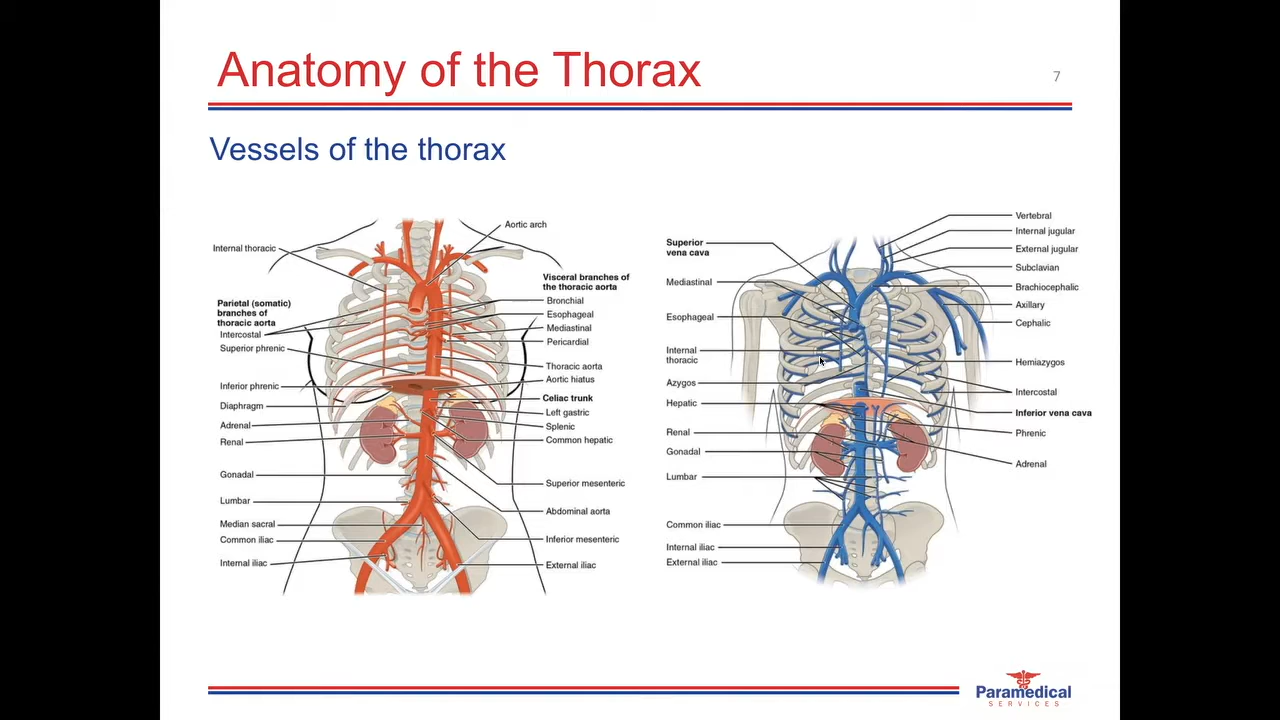 Anatomy of the Thorax
7
Vessels of the thorax
Aortic arch
Internal thoracic
Visceral branches of
the thoracic aorta
Bronchial
Esophageal
Mediastinal
Pericardial
Parietal (somatic)
branches of
thoracic aorta
Intercostal
Superior phrenic
Thoracic aorta
Aortic hiatus
Inferior phrenic
Celiac trunk
Diaphragm
Left gastric
Adrenal
Splenic
Renal
Common hepatic
Gonadal
Superior mesenteric
Lumbar
Abdominal aorta
Median sacral
Common iliac
Inferior mesenteric
Internal iliac
External iliac
Vertebral
Internal jugular
Superior
vena cava
External jugular
Subclavian
Mediastinal
Brachiocephalic
Axillary
Esophageal
Cephalic
Internal
thoracic
Hemiazygos
Azygos
Intercostal
Hepatic
Inferior vena cava
Renal
Phrenic
Gonadal
Adrenal
Lumbar
Common iliac
Internal iliac
External iliac
Paramedical
SERVICES